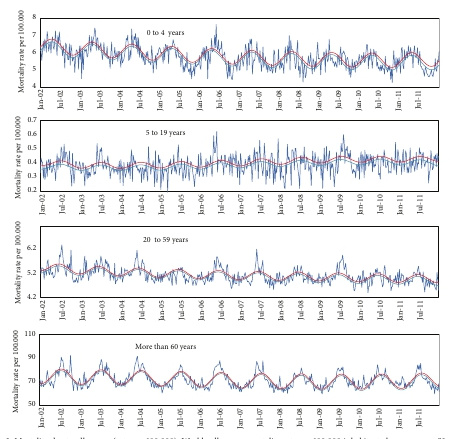 Mortality rate per 100.000
8
7
6
5
4
0 to 4 years
Jan-02 Jul-02 Jan-03 Jul-03 Jan-04 Jul-04 Jan-05 Jul-05 Jan-06 Jul-06 Jan-07 Jul-07 Jan-08 Jul-08 Jan-09 Jul-09 Jan-10 Jul-10 Jan-11 Jul-11
Mortality rate per 100.000
0.7
0.6
0.5
0.4
0.3
0.2
5 to 19 years
Jan-02 Jul-02 Jan-03 Jul-03 Jan-04 Jul-04 Jan-05 Jul-05 Jan-06 Jul-06 Jan-07 Jul-07 Jan-08 Jul-08 Jan-09 Jul-09 Jan-10 Jul-10 Jan-11 Jul-11
Mortality rate per 100.000
6.2
5.2
4.2
20 to 59 years
Jan-02 Jul-02 Jan-03 Jul-03 Jan-04 Jul-04 Jan-05 Jul-05 Jan-06 Jul-06 Jan-07 Jul-07 Jan-08 Jul-08 Jan-09 Jul-09 Jan-10 Jul-10 Jan-11 Jul-11
Mortality rate per 100.000
110
90
70
50
More than 60 years
Jan-02 Jul-02 Jan-03 Jul-03 Jan-04 Jul-04 Jan-05 Jul-05 Jan-06 Jul-06 Jan-07 Jul-07 Jan-08 Jul-08 Jan-09 Jul-09 Jan-10 Jul-10 Jan-11 Jul-11